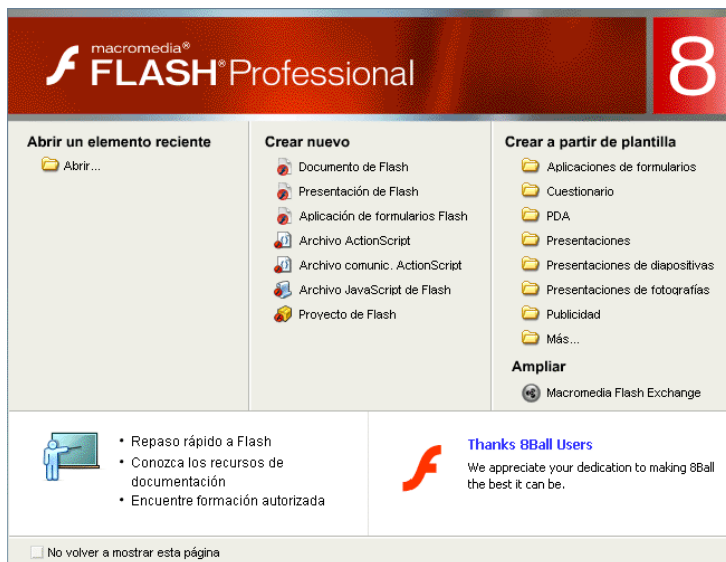 macromedia®
FLASH® Professional
8
Abrir un elemento reciente
Abrir...
Crear nuevo
Documento de Flash
Presentación de Flash
Aplicación de formularios Flash
Archivo ActionScript
Archivo comunic. ActionScript
Archivo JavaScript de Flash
Proyecto de Flash
Crear a partir de plantilla
Aplicaciones de formularios
Cuestionario
PDA
Presentaciones
Presentaciones de diapositivas
Presentaciones de fotografías
Publicidad
Más...
Ampliar
Macromedia Flash Exchange
• Repaso rápido a Flash
• Conozca los recursos de
documentación
• Encuentre formación autorizada
Thanks 8Ball Users
We appreciate your dedication to making 8Ball
the best it can be.
No volver a mostrar esta página